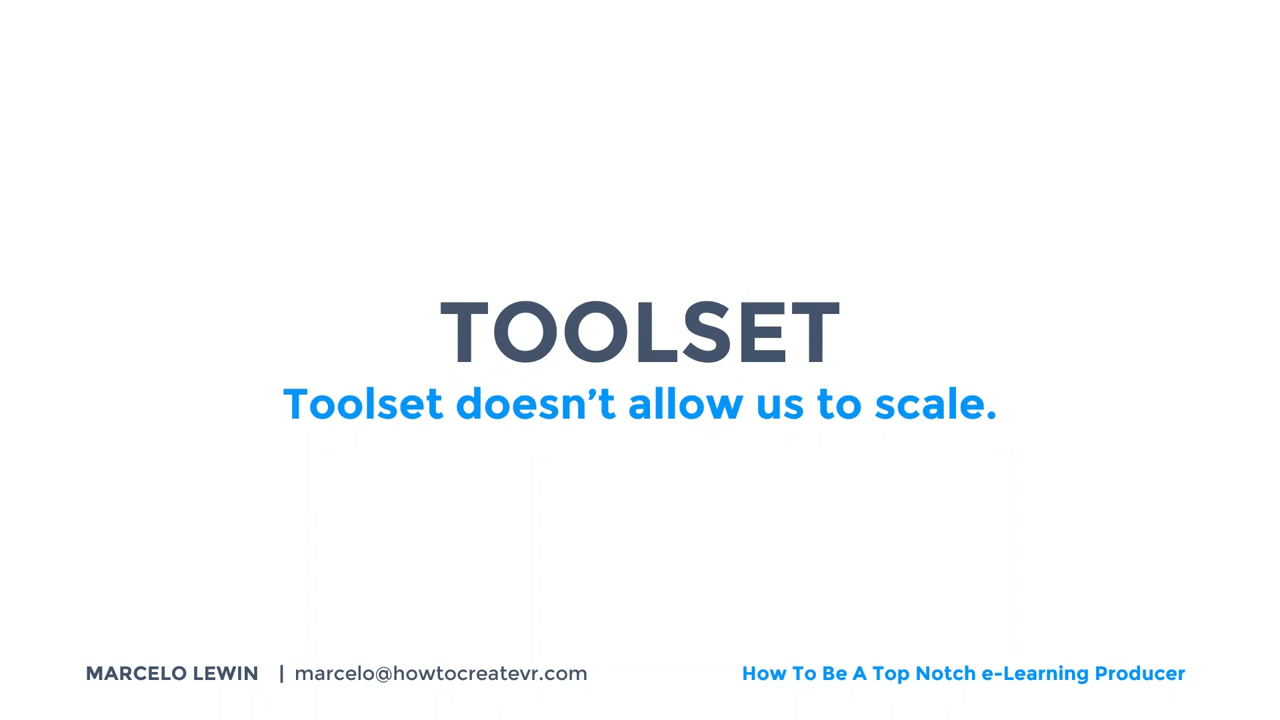 TOOLSET
Toolset doesn’t allow us to scale.
MARCELO LEWIN | marcelo@howtocreatevr.com
How To Be A Top Notch e-Learning Producer